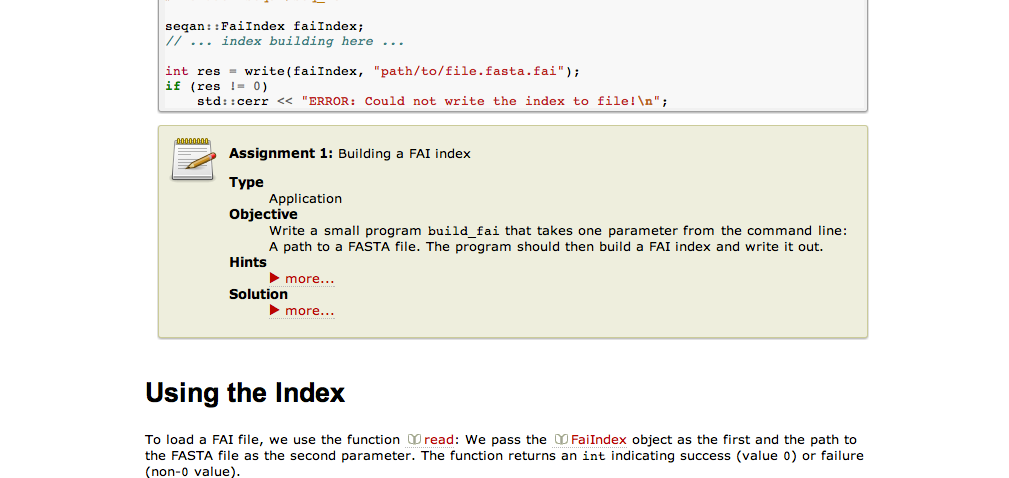 seqan::FaiIndex faiIndex;
// ... index building here ...
int res = write(faiIndex, "path/to/file.fasta.fai");
if (res != 0)
    std::cerr << "ERROR: Could not write the index to file!\n";
Assignment 1: Building a FAI index
Type
Application
Objective
Write a small program build_fai that takes one parameter from the command line:
A path to a FASTA file. The program should then build a FAI index and write it out.
Hints
more...
Solution
more...
Using the Index
To load a FAI file, we use the function read: We pass the FaiIndex object as the first and the path to
the FASTA file as the second parameter. The function returns an int indicating success (value 0) or failure
(non-0 value).